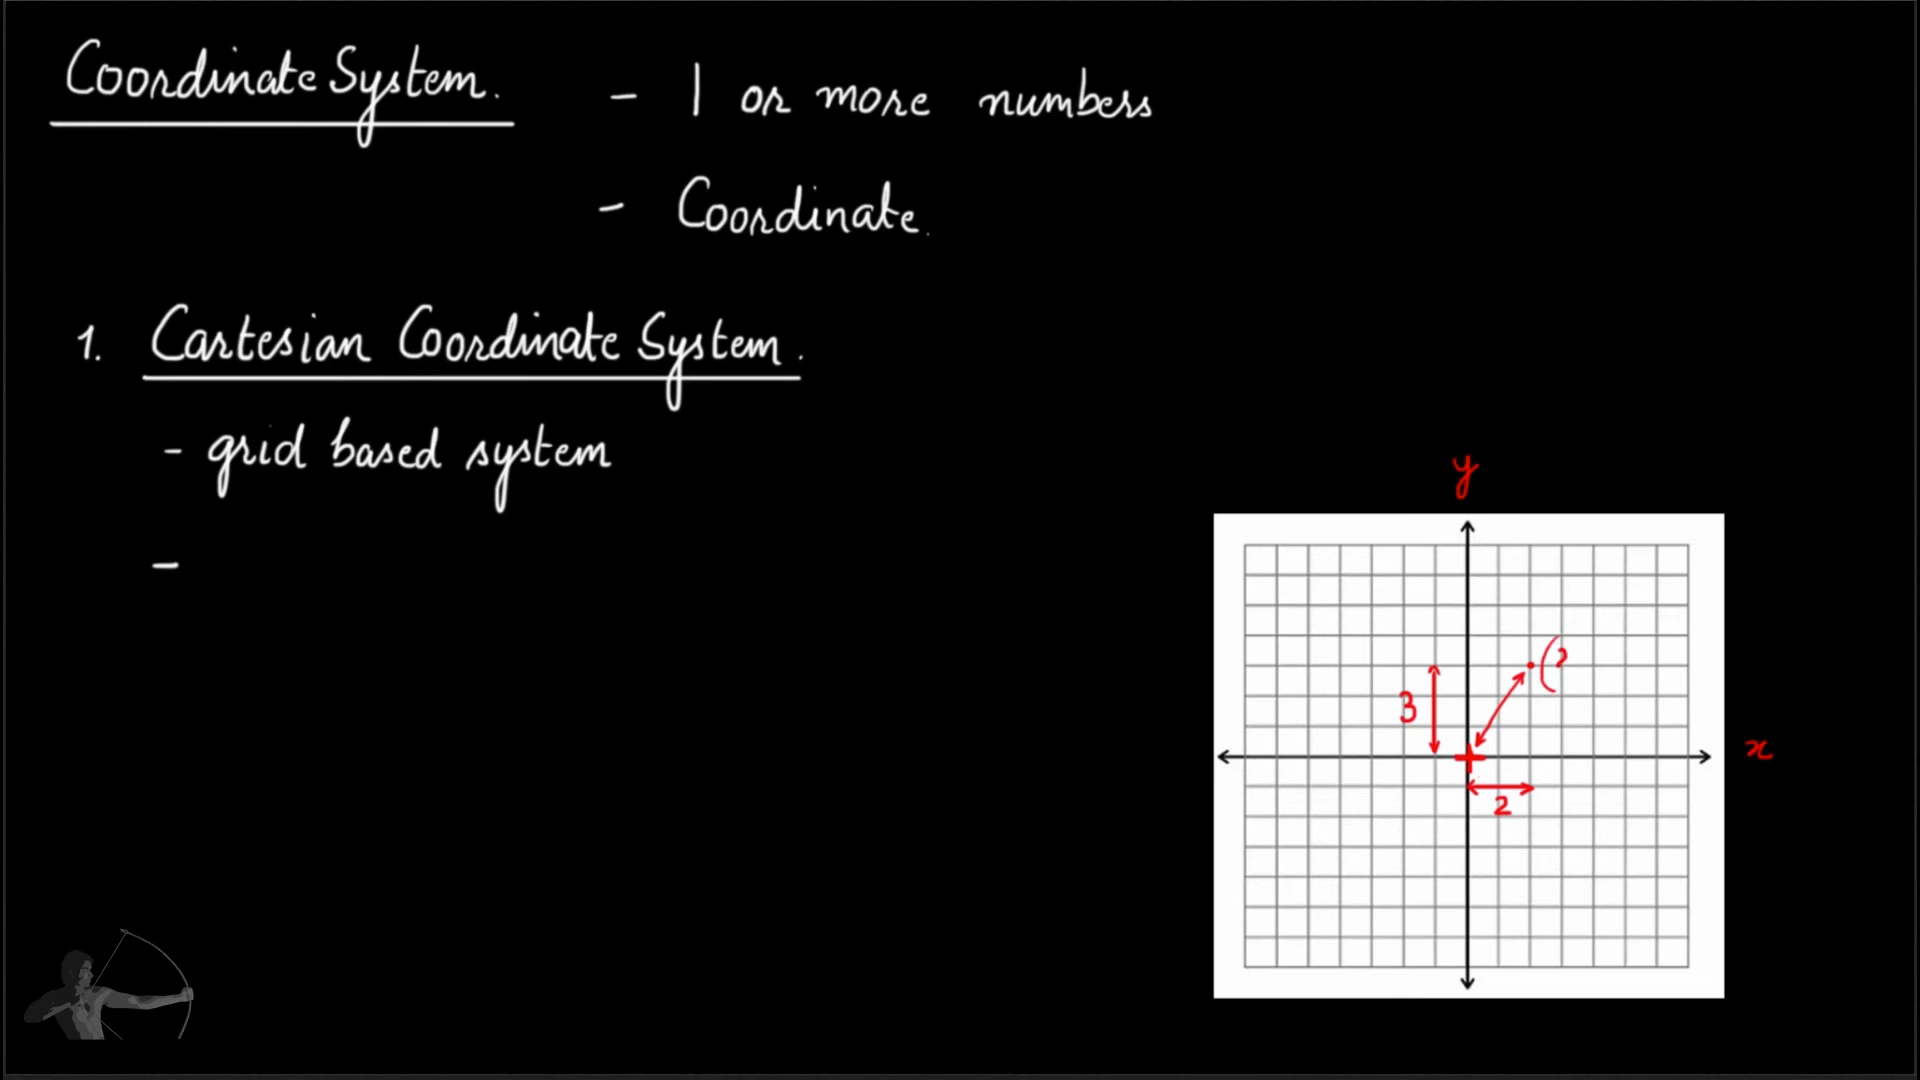 Coordinate System. - 1 or more numbers
- Coordinate.
1. Cartesian Coordinate System.
- grid based system
-
y
(
3
x
2